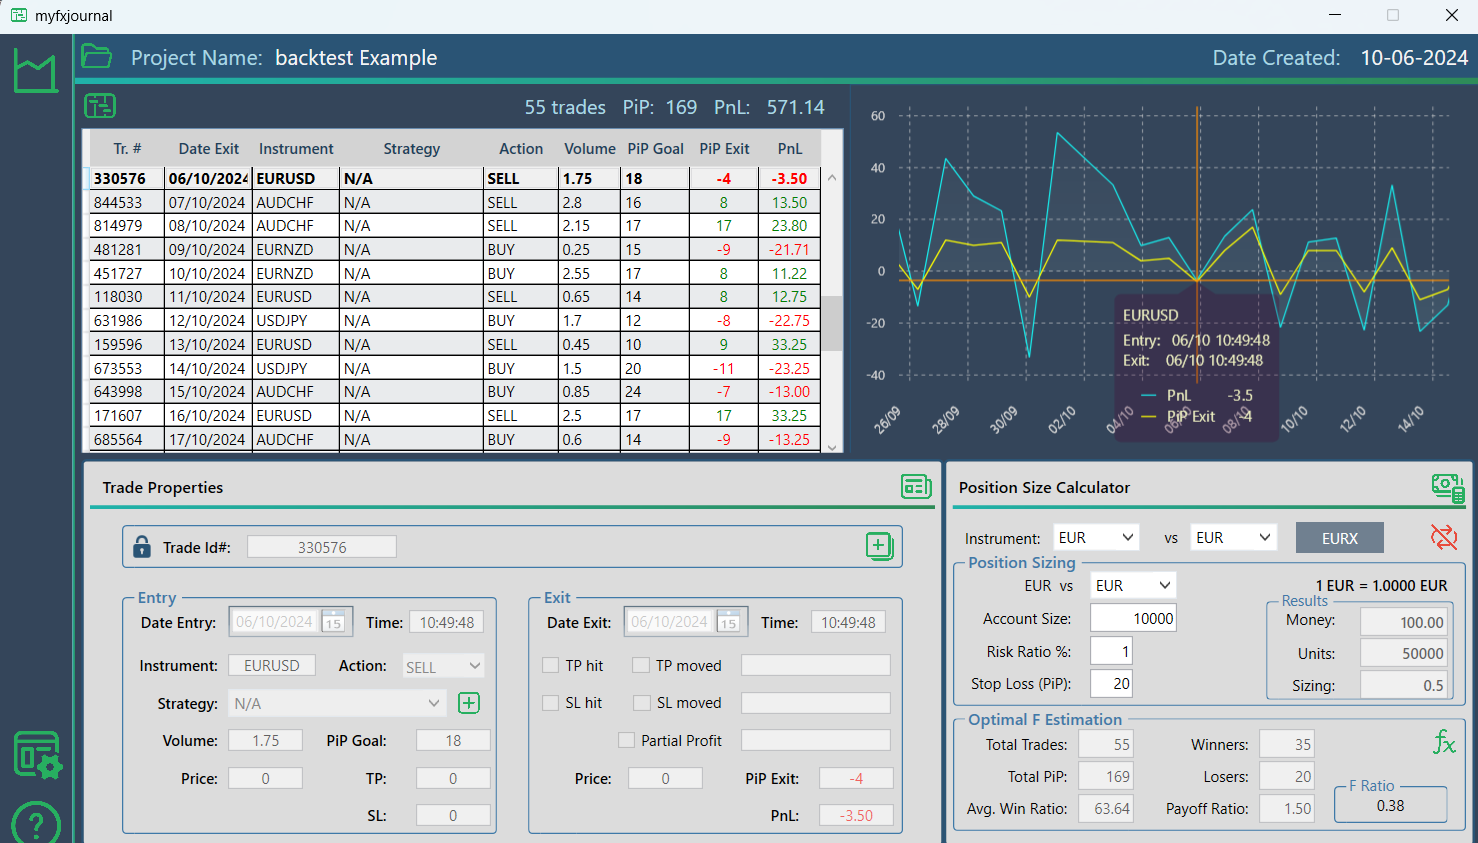 myfxjournal
Project Name: backtest Example Date Created: 10-06-2024
55 trades PiP: 169 PnL: 571.14
Tr. # Date Exit Instrument Strategy Action Volume PiP Goal PiP Exit PnL
330576 06/10/2024 EURUSD N/A SELL 1.75 18 -4 -3.50
844533 07/10/2024 AUDCHF N/A SELL 2.8 16 8 13.50
814979 08/10/2024 AUDCHF N/A SELL 2.15 17 17 23.80
481281 09/10/2024 EURNZD N/A BUY 0.25 15 -9 -21.71
451727 10/10/2024 EURNZD N/A BUY 2.55 17 8 11.22
118030 11/10/2024 EURUSD N/A SELL 0.65 14 8 12.75
631986 12/10/2024 USDJPY N/A BUY 1.7 12 -8 -22.75
159596 13/10/2024 EURUSD N/A SELL 0.45 10 9 33.25
673553 14/10/2024 USDJPY N/A BUY 1.5 20 -11 -23.25
643998 15/10/2024 AUDCHF N/A BUY 0.85 24 -7 -13.00
171607 16/10/2024 EURUSD N/A SELL 2.5 17 17 33.25
685564 17/10/2024 AUDCHF N/A BUY 0.6 14 -9 -13.25
60
40
20
0
-20
-40
EURUSD
Entry: 06/10 10:49:48
Exit: 06/10 10:49:48
PnL -3.5
PiP Exit -4
26/09 28/09 30/09 02/10 04/10 06/10 08/10 10/10 12/10 14/10
Trade Properties
Trade Id#: 330576
Entry
Date Entry: 06/10/2024 15 Time: 10:49:48
Instrument: EURUSD Action: SELL
Strategy: N/A
Volume: 1.75 PiP Goal: 18
Price: 0 TP: 0
SL: 0
Exit
Date Exit: 06/10/2024 15 Time: 10:49:48
TP hit TP moved
SL hit SL moved
Partial Profit
Price: 0 PiP Exit: -4
PnL: -3.50
Position Size Calculator
Instrument: EUR vs EUR EURX
Position Sizing
EUR vs EUR 1 EUR = 1.0000 EUR
Account Size: 10000
Risk Ratio %: 1
Stop Loss (PiP): 20
Results
Money: 100.00
Units: 50000
Sizing: 0.5
Optimal F Estimation
Total Trades: 55 Winners: 35 fx
Total PiP: 169 Losers: 20
Avg. Win Ratio: 63.64 Payoff Ratio: 1.50
F Ratio
0.38
?